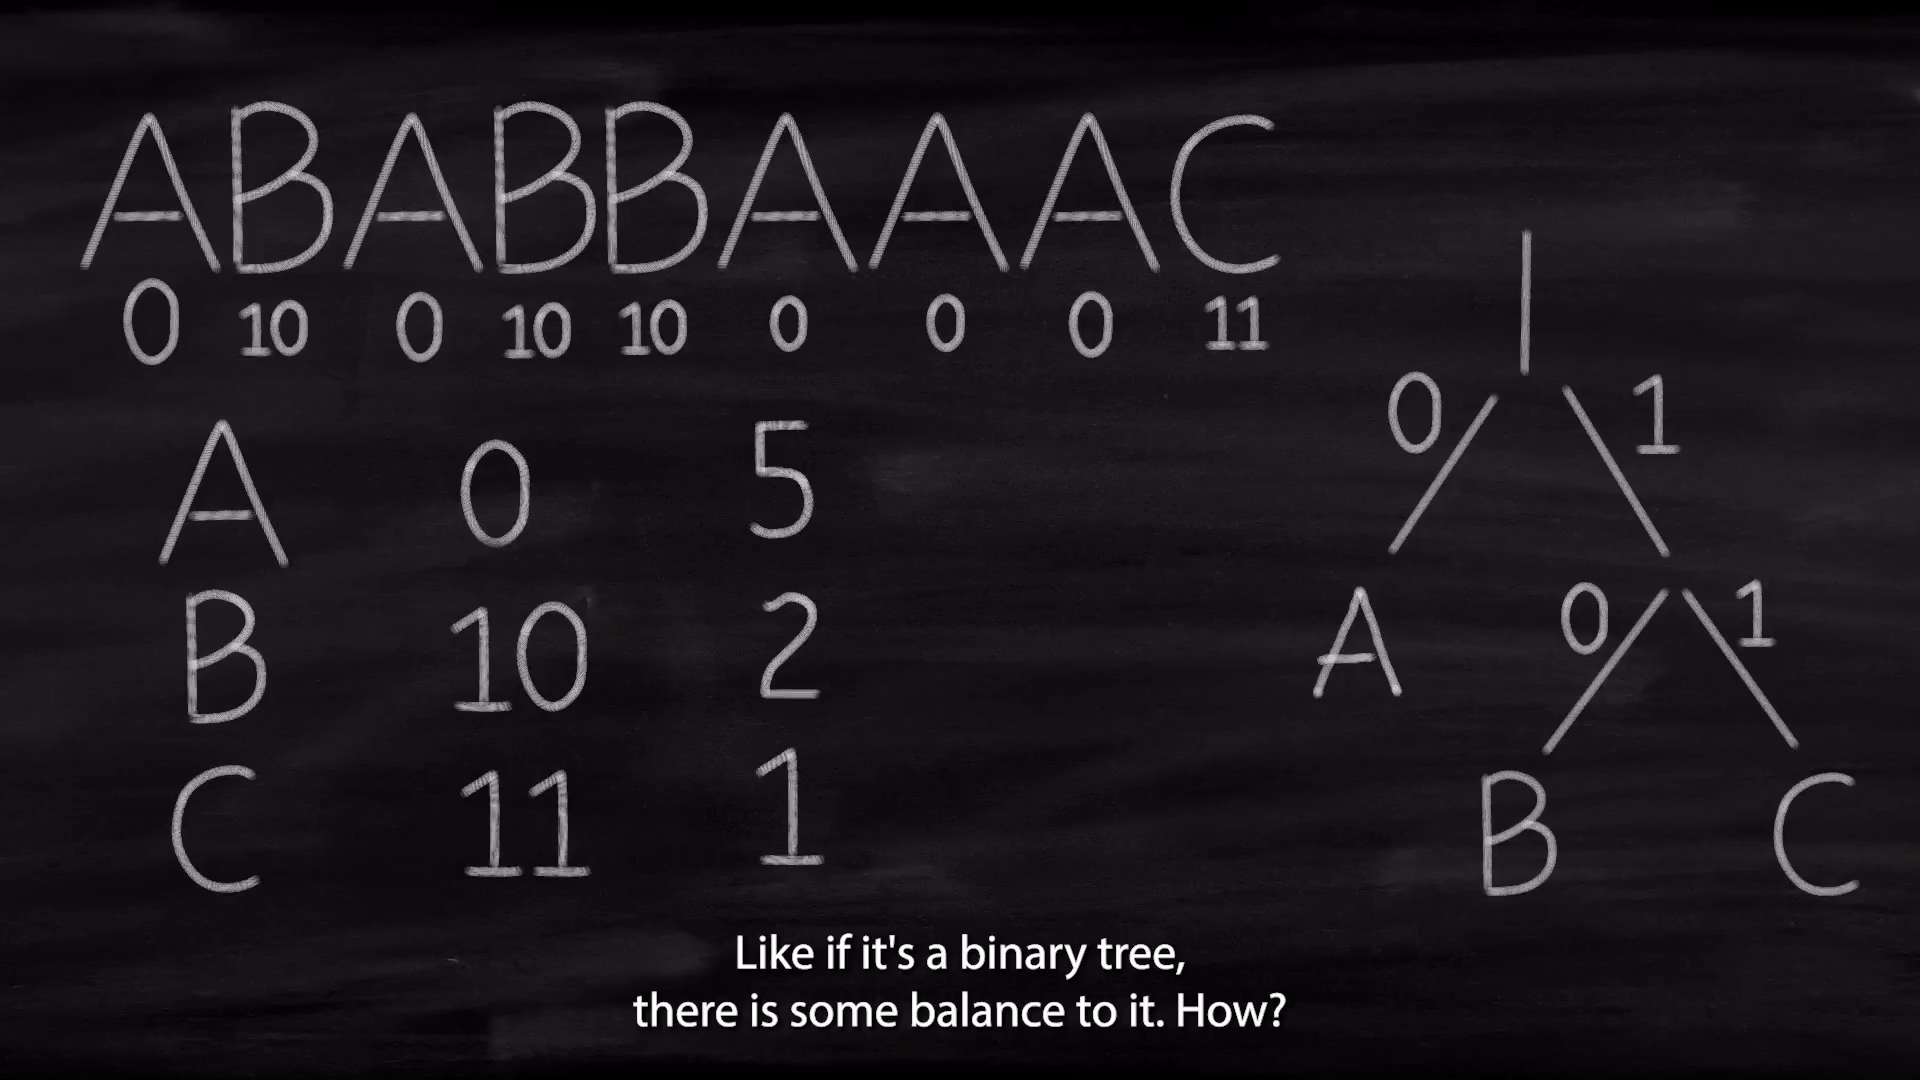 ABABBAAAC
0 10 0 10 10 0 0 0 11
A 0 5
B 10 2
C 11 1
0 1
A 0 1
B C
Like if it's a binary tree,
there is some balance to it. How?